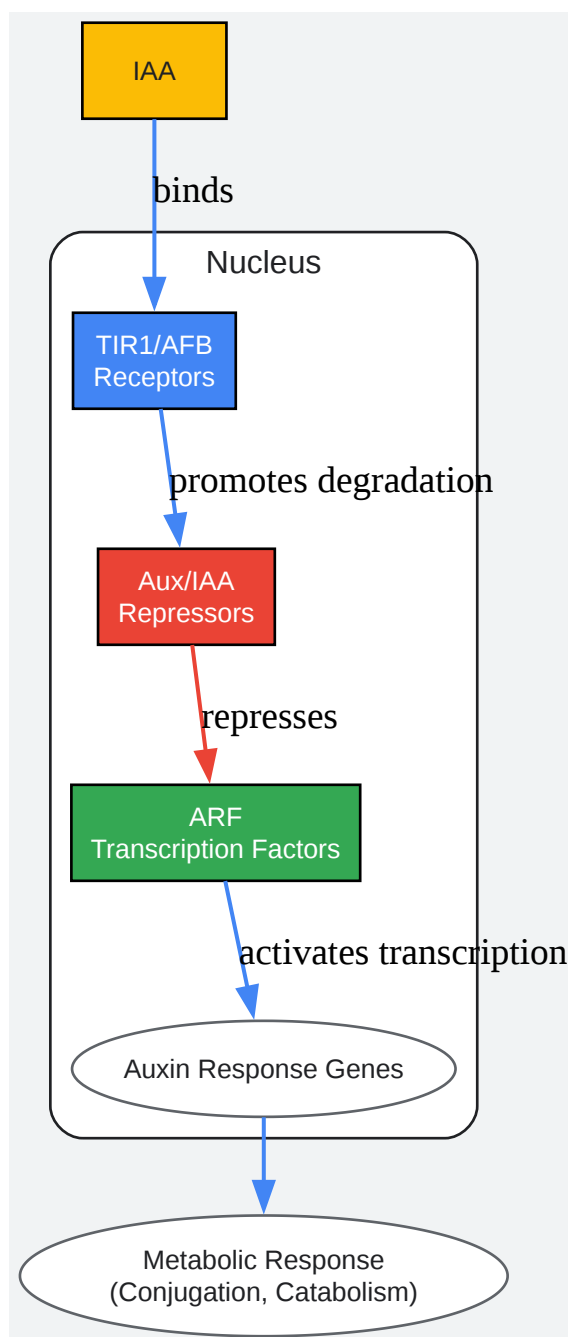 IAA
binds
Nucleus
TIR1/AFB
Receptors
promotes degradation
Aux/IAA
Repressors
represses
ARF
Transcription Factors
activates transcription
Auxin Response Genes
Metabolic Response
(Conjugation, Catabolism)